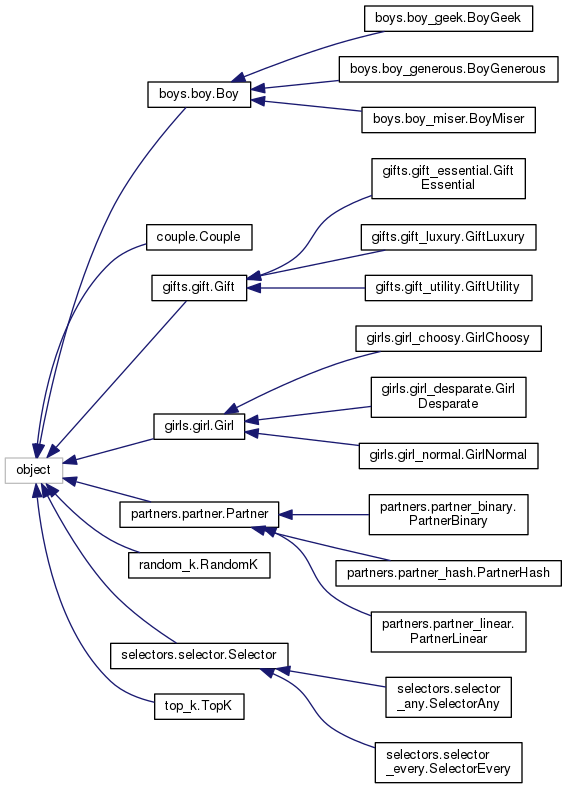 boys.boy_geek.BoyGeek
boys.boy_generous.BoyGenerous
boys.boy.Boy
boys.boy_miser.BoyMiser
gifts.gift_essential.Gift
Essential
couple.Couple
gifts.gift_luxury.GiftLuxury
gifts.gift.Gift
gifts.gift_utility.GiftUtility
girls.girl_choosy.GirlChoosy
girls.girl_desparate.Girl
Desparate
girls.girl.Girl
girls.girl_normal.GirlNormal
object
partners.partner_binary.
PartnerBinary
partners.partner.Partner
random_k.RandomK
partners.partner_hash.PartnerHash
partners.partner_linear.
PartnerLinear
selectors.selector.Selector
selectors.selector
_any.SelectorAny
top_k.TopK
selectors.selector
_every.SelectorEvery